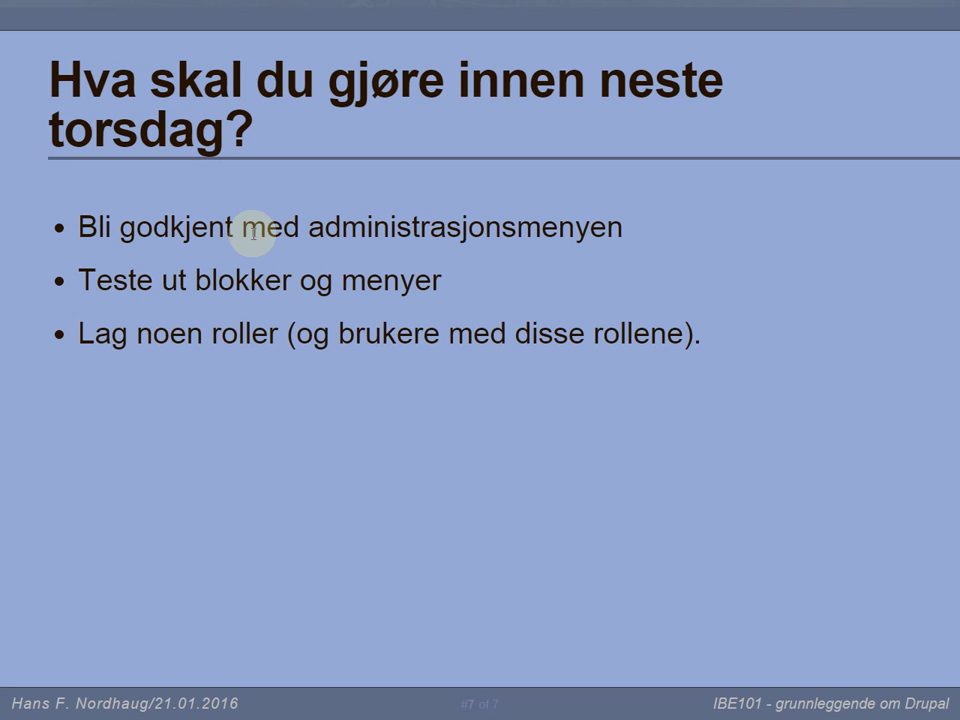 Hva skal du gjøre innen neste
torsdag?
Bli godkjent med administrasjonsmenyen
Teste ut blokker og menyer
Lag noen roller (og brukere med disse rollene).
Hans F. Nordhaug/21.01.2016
#7 of 7
IBE101 - grunnleggende om Drupal